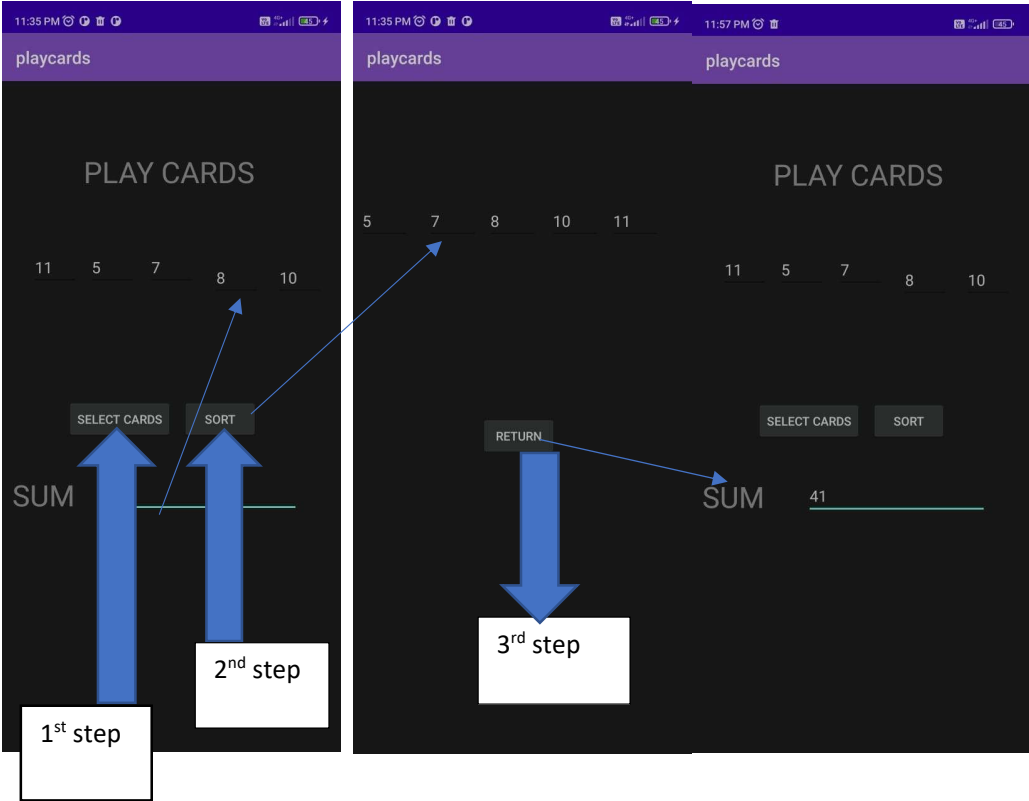 11:35 PM
45
playcards
PLAY CARDS
11 5 7 8 10
SELECT CARDS SORT
SUM
2nd step
1st step
11:35 PM
45
playcards
5 7 8 10 11
RETURN
3rd step
11:57 PM
45
playcards
PLAY CARDS
11 5 7 8 10
SELECT CARDS SORT
SUM 41